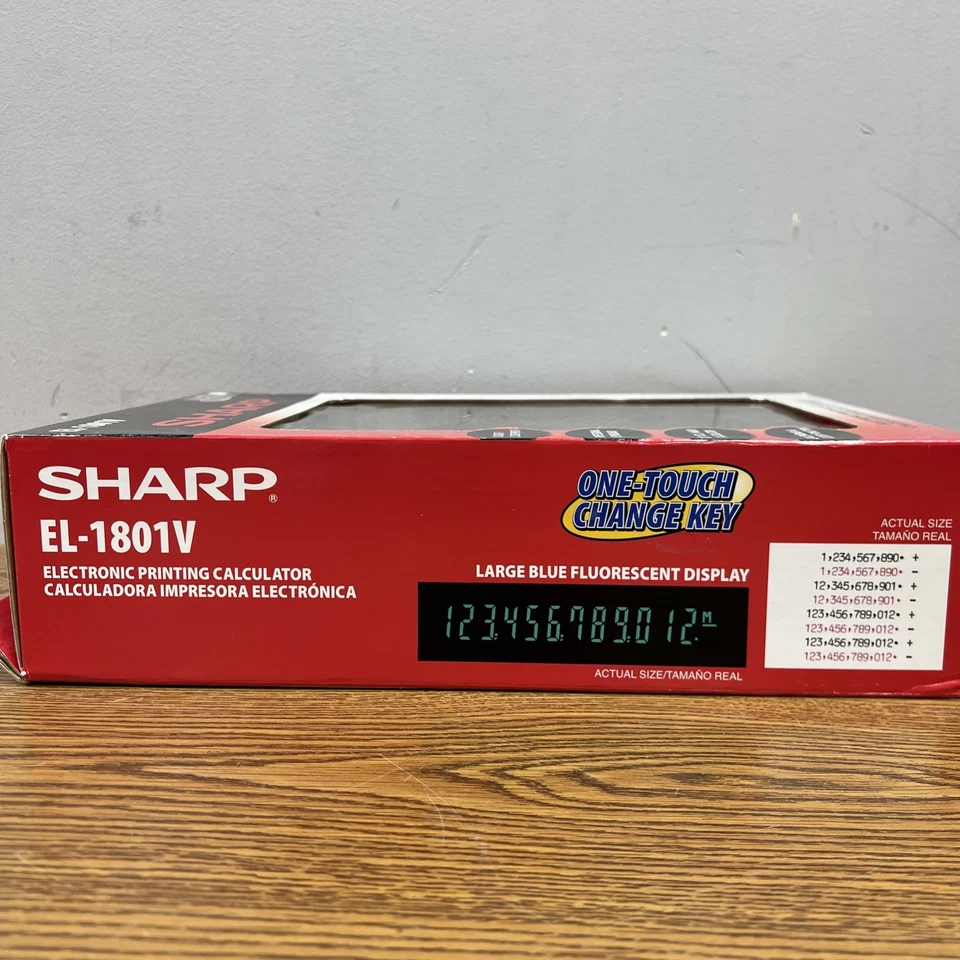 SHARP
SHARP®
EL-1801V
ELECTRONIC PRINTING CALCULATOR
CALCULADORA IMPRESORA ELECTRÓNICA
ONE-TOUCH
CHANGE KEY
LARGE BLUE FLUORESCENT DISPLAY
123,456,789,012.M
ACTUAL SIZE/TAMAÑO REAL
ACTUAL SIZE
TAMAÑO REAL
1,234,567,890• +
1,234,567,890• −
12,345,678,901• +
12,345,678,901• −
123,456,789,012• +
123,456,789,012• −
123,456,789,012• +
123,456,789,012• −